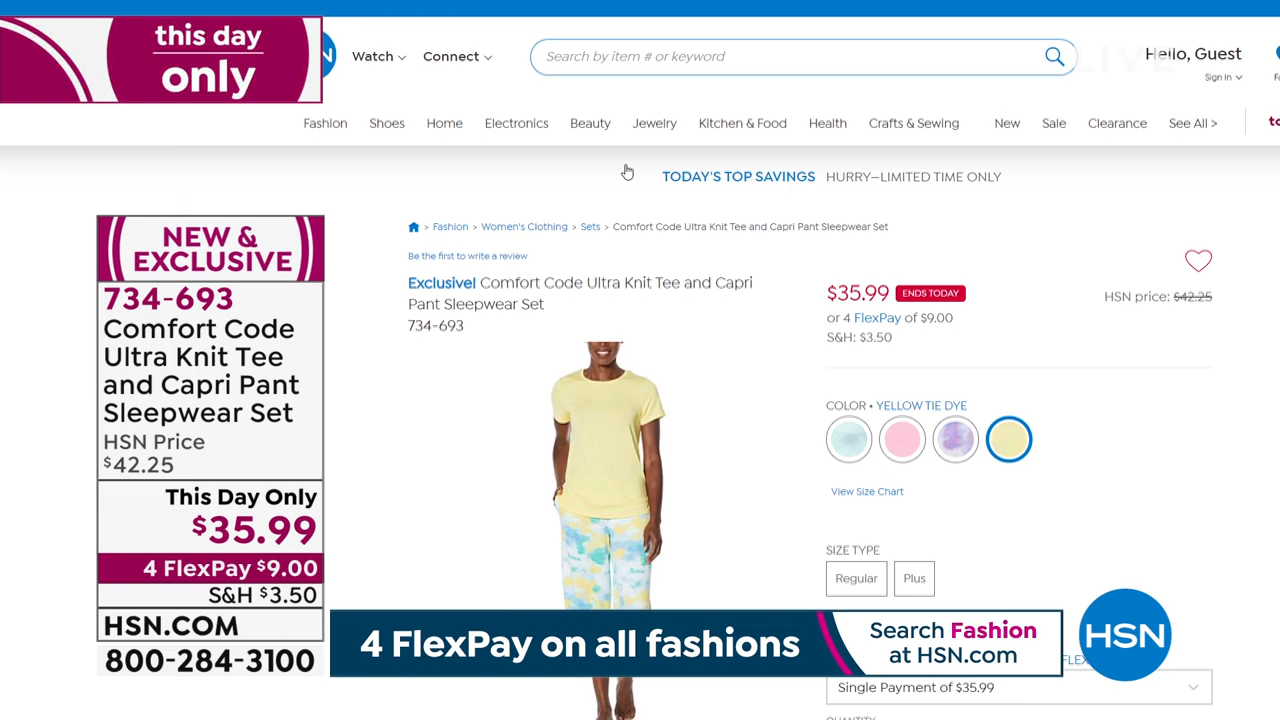 this day
only
N
Watch
Connect
Search by item # or keyword
LIVE
Hello, Guest
Sign In
Fashion
Shoes
Home
Electronics
Beauty
Jewelry
Kitchen & Food
Health
Crafts & Sewing
New
Sale
Clearance
See All >
TODAY'S TOP SAVINGS HURRY—LIMITED TIME ONLY
NEW &
EXCLUSIVE
734-693
Comfort Code
Ultra Knit Tee
and Capri Pant
Sleepwear Set
HSN Price
$42.25
This Day Only
$35.99
4 FlexPay $9.00
S&H $3.50
HSN.COM
800-284-3100
> Fashion > Women's Clothing > Sets > Comfort Code Ultra Knit Tee and Capri Pant Sleepwear Set
Be the first to write a review
Exclusive! Comfort Code Ultra Knit Tee and Capri
Pant Sleepwear Set
734-693
$35.99 ENDS TODAY
HSN price: $42.25
or 4 FlexPay of $9.00
S&H: $3.50
COLOR • YELLOW TIE DYE
View Size Chart
SIZE TYPE
Regular
Plus
4 FlexPay on all fashions
Search Fashion
at HSN.com
HSN
FLEX
Single Payment of $35.99
QUANTITY